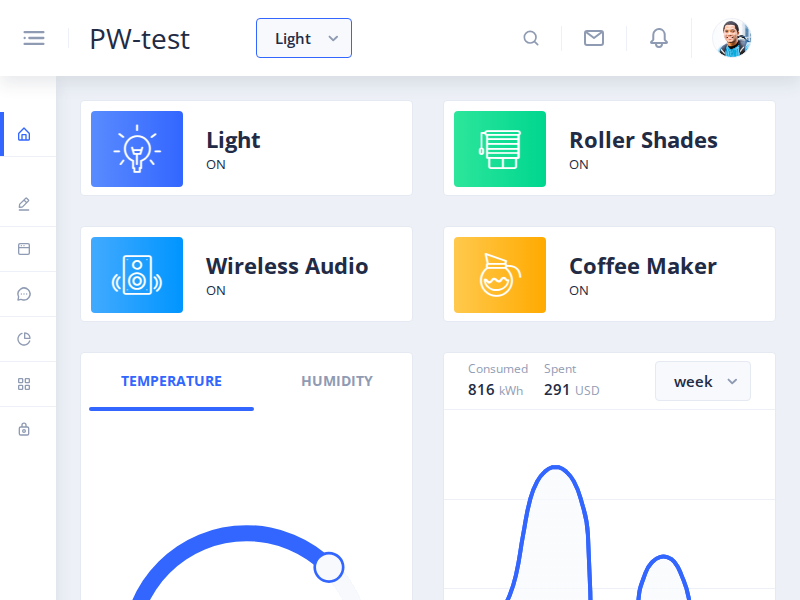 PW-test
Light
Light
ON
Roller Shades
ON
Wireless Audio
ON
Coffee Maker
ON
TEMPERATURE
HUMIDITY
Consumed
816 kWh
Spent
291 USD
week